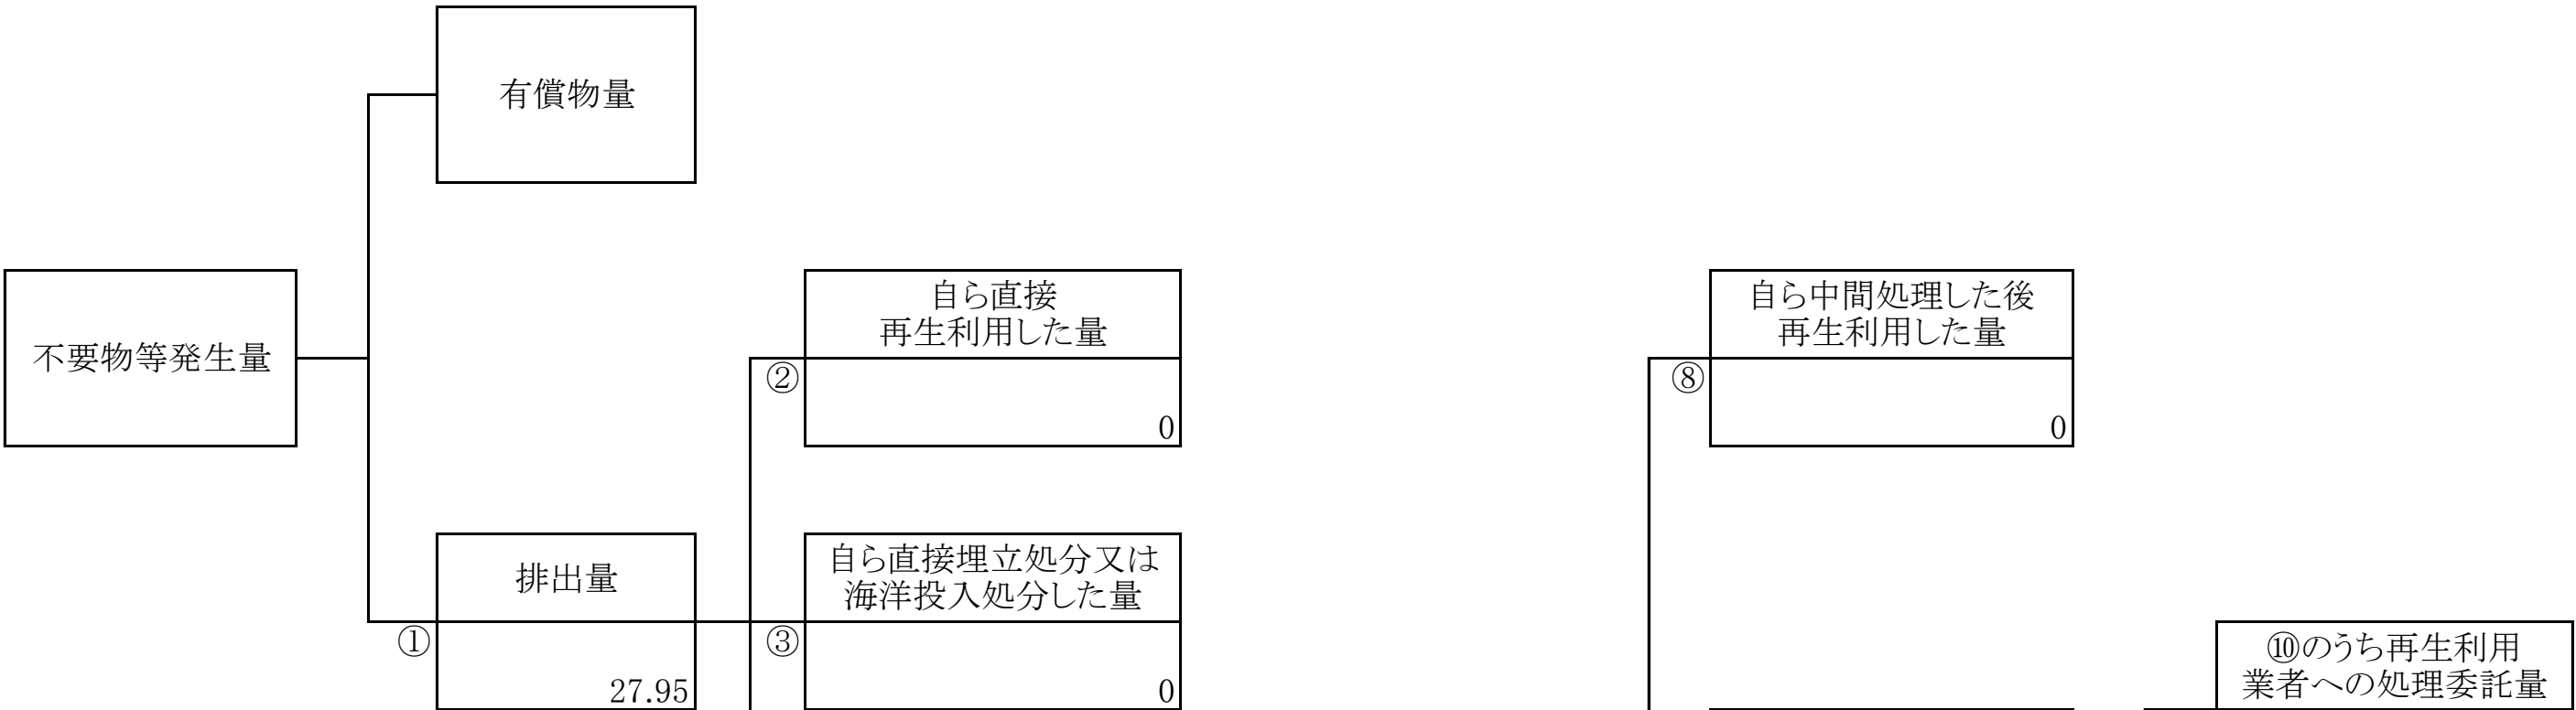 有償物量
不要物等発生量
自ら直接
再生利用した量
②
0
自ら中間処理した後
再生利用した量
⑧
0
排出量
①
27.95
自ら直接埋立処分又は
海洋投入処分した量
③
0
⑩のうち再生利用
業者への処理委託量